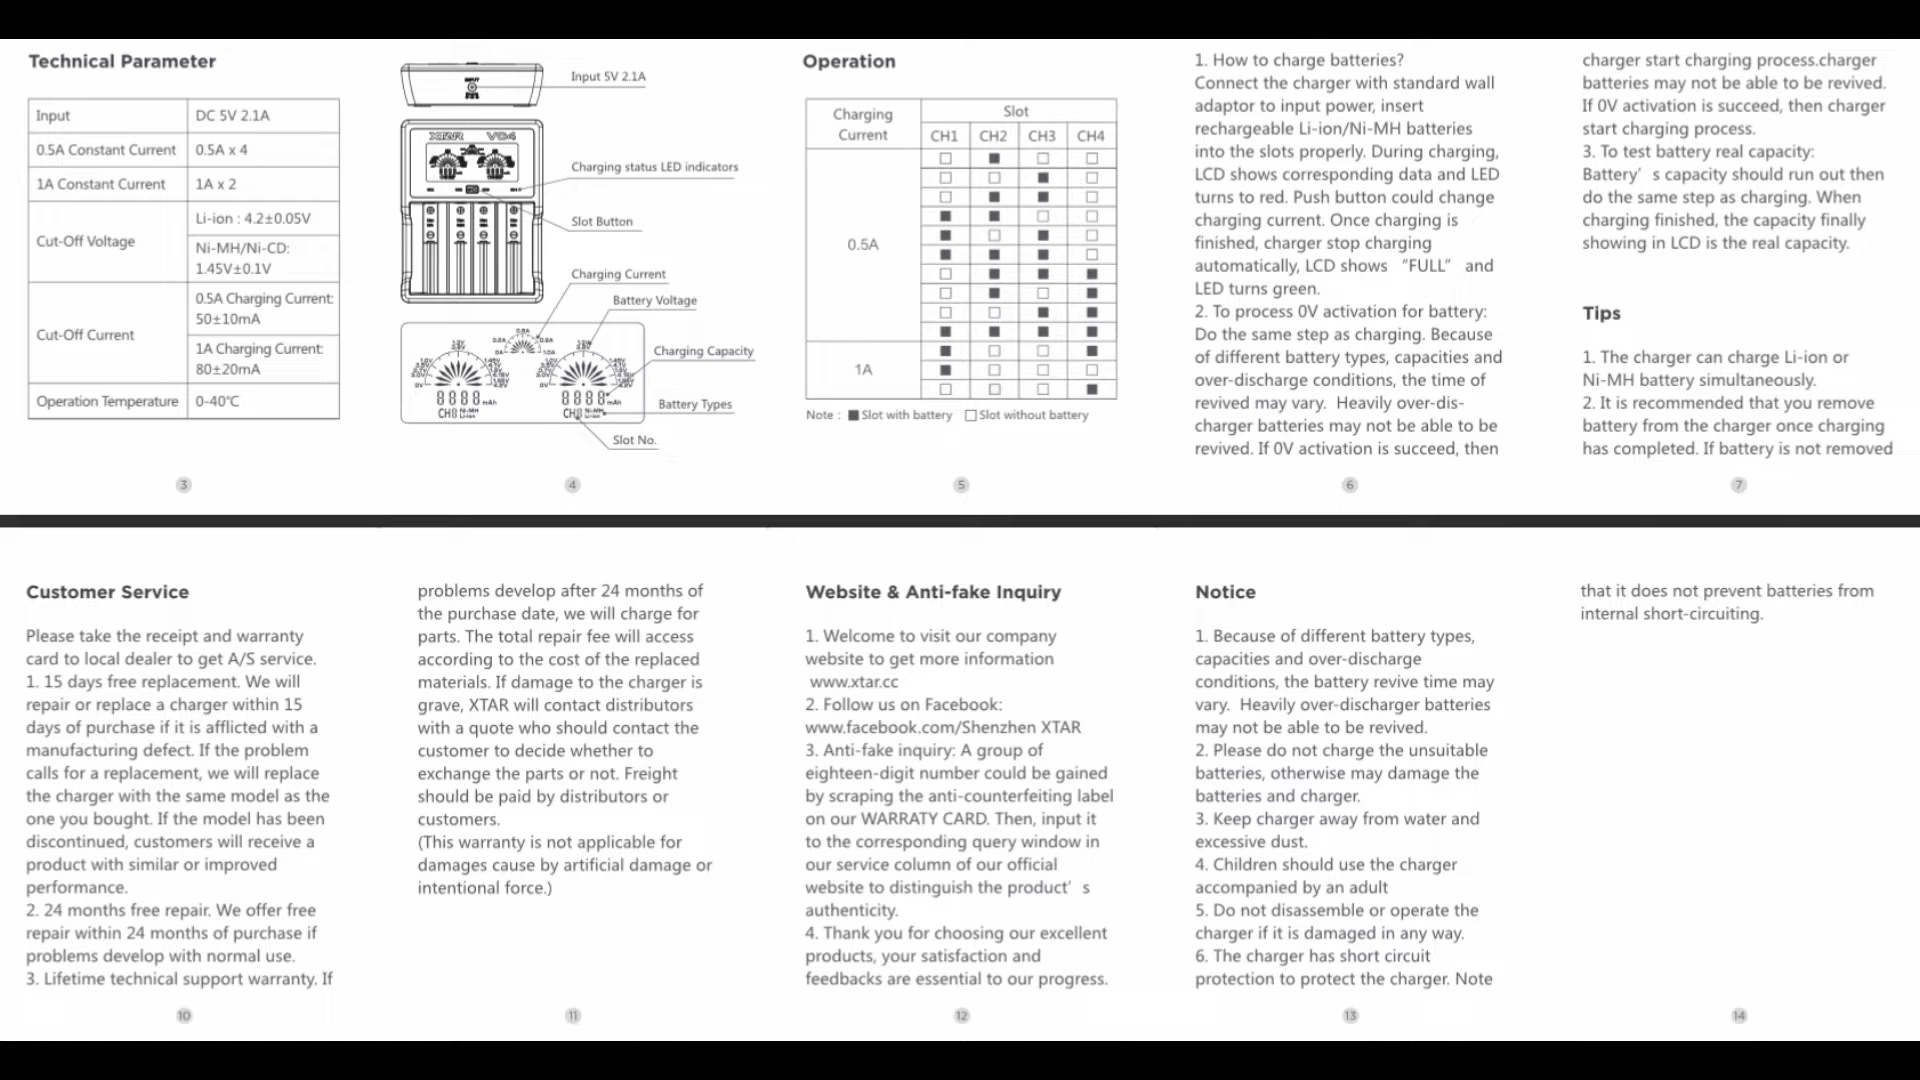 Technical Parameter
Input DC 5V 2.1A
0.5A Constant Current 0.5A x 4
1A Constant Current 1A x 2
Cut-Off Voltage
Li-ion : 4.2±0.05V
Ni-MH/Ni-CD:
1.45V±0.1V
Cut-Off Current
0.5A Charging Current:
50±10mA
1A Charging Current:
80±20mA
Operation Temperature 0-40℃
3
INPUT
XTAR VC4
Input 5V 2.1A
Charging status LED indicators
Slot Button
Charging Current
Battery Voltage
Charging Capacity
Battery Types
Slot No.
4
Operation
Charging
Current
Slot
CH1 CH2 CH3 CH4
0.5A
1A
Note : ■ Slot with battery □ Slot without battery
5
1. How to charge batteries?
Connect the charger with standard wall
adaptor to input power, insert
rechargeable Li-ion/Ni-MH batteries
into the slots properly. During charging,
LCD shows corresponding data and LED
turns to red. Push button could change
charging current. Once charging is
finished, charger stop charging
automatically, LCD shows “FULL” and
LED turns green.
2. To process 0V activation for battery:
Do the same step as charging. Because
of different battery types, capacities and
over-discharge conditions, the time of
revived may vary. Heavily over-dis-
charger batteries may not be able to be
revived. If 0V activation is succeed, then
6
charger start charging process.charger
batteries may not be able to be revived.
If 0V activation is succeed, then charger
start charging process.
3. To test battery real capacity:
Battery’ s capacity should run out then
do the same step as charging. When
charging finished, the capacity finally
showing in LCD is the real capacity.
Tips
1. The charger can charge Li-ion or
Ni-MH battery simultaneously.
2. It is recommended that you remove
battery from the charger once charging
has completed. If battery is not removed
7
Customer Service
Please take the receipt and warranty
card to local dealer to get A/S service.
1. 15 days free replacement. We will
repair or replace a charger within 15
days of purchase if it is afflicted with a
manufacturing defect. If the problem
calls for a replacement, we will replace
the charger with the same model as the
one you bought. If the model has been
discontinued, customers will receive a
product with similar or improved
performance.
2. 24 months free repair. We offer free
repair within 24 months of purchase if
problems develop with normal use.
3. Lifetime technical support warranty. If
10
problems develop after 24 months of
the purchase date, we will charge for
parts. The total repair fee will access
according to the cost of the replaced
materials. If damage to the charger is
grave, XTAR will contact distributors
with a quote who should contact the
customer to decide whether to
exchange the parts or not. Freight
should be paid by distributors or
customers.
(This warranty is not applicable for
damages cause by artificial damage or
intentional force.)
11
Website & Anti-fake Inquiry
1. Welcome to visit our company
website to get more information
www.xtar.cc
2. Follow us on Facebook:
www.facebook.com/Shenzhen XTAR
3. Anti-fake inquiry: A group of
eighteen-digit number could be gained
by scraping the anti-counterfeiting label
on our WARRATY CARD. Then, input it
to the corresponding query window in
our service column of our official
website to distinguish the product’ s
authenticity.
4. Thank you for choosing our excellent
products, your satisfaction and
feedbacks are essential to our progress.
12
Notice
1. Because of different battery types,
capacities and over-discharge
conditions, the battery revive time may
vary. Heavily over-discharger batteries
may not be able to be revived.
2. Please do not charge the unsuitable
batteries, otherwise may damage the
batteries and charger.
3. Keep charger away from water and
excessive dust.
4. Children should use the charger
accompanied by an adult
5. Do not disassemble or operate the
charger if it is damaged in any way.
6. The charger has short circuit
protection to protect the charger. Note
13
that it does not prevent batteries from
internal short-circuiting.
14